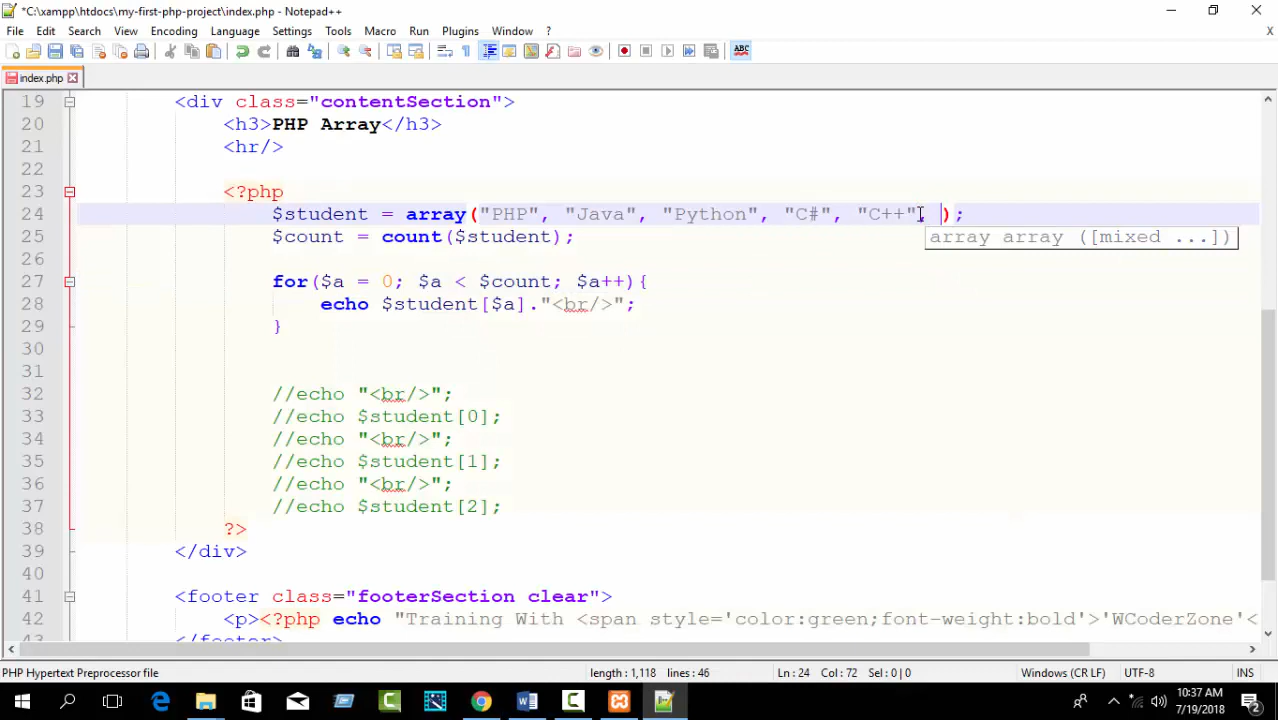 *C:\xampp\htdocs\my-first-php-project\index.php - Notepad++
File Edit Search View Encoding Language Settings Tools Macro Run Plugins Window ? X
ABC
index.php
19 <div class="contentSection">
20 <h3>PHP Array</h3>
21 <hr/>
22
23 <?php
24 $student = array("PHP", "Java", "Python", "C#", "C++", );
25 $count = count($student);
array array ([mixed ...])
26
27 for($a = 0; $a < $count; $a++){
28 echo $student[$a]."<br/>";
29 }
30
31
32 //echo "<br/>";
33 //echo $student[0];
34 //echo "<br/>";
35 //echo $student[1];
36 //echo "<br/>";
37 //echo $student[2];
38 ?>
39 </div>
40
41 <footer class="footerSection clear">
42 <p><?php echo "Training With <span style='color:green;font-weight:bold'>'WCoderZone'<
43 </footer>
PHP Hypertext Preprocessor file length : 1,118 lines : 46 Ln : 24 Col : 72 Sel : 0 | 0 Windows (CR LF) UTF-8 INS
10:37 AM
7/19/2018
2